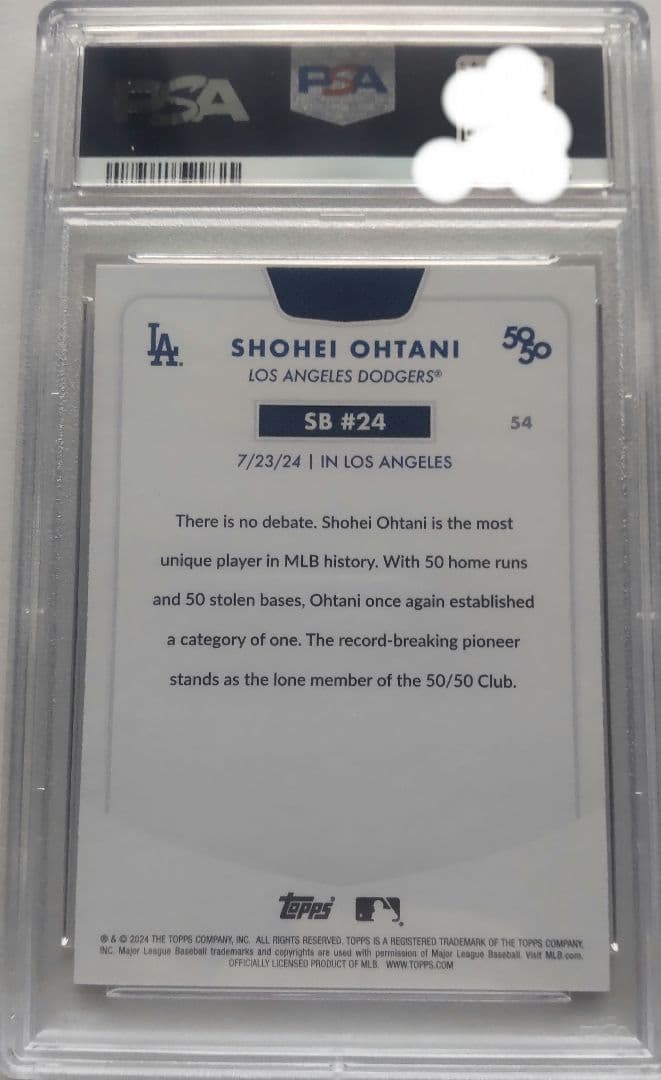 PSA PSA
LA
SHOHEI OHTANI
50/50
LOS ANGELES DODGERS®
SB #24
54
7/23/24 | IN LOS ANGELES
There is no debate. Shohei Ohtani is the most
unique player in MLB history. With 50 home runs
and 50 stolen bases, Ohtani once again established
a category of one. The record-breaking pioneer
stands as the lone member of the 50/50 Club.
Topps
® & © 2024 THE TOPPS COMPANY, INC. ALL RIGHTS RESERVED. TOPPS IS A REGISTERED TRADEMARK OF THE TOPPS COMPANY,
INC. Major League Baseball trademarks and copyrights are used with permission of Major League Baseball. Visit MLB.com.
OFFICIALLY LICENSED PRODUCT OF MLB. WWW.TOPPS.COM